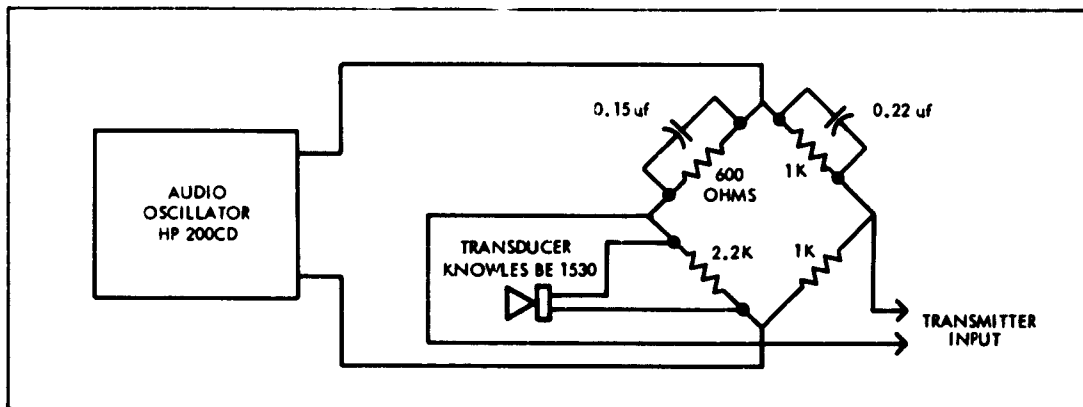 0.15 uf
0.22 uf
600
OHMS
1K
AUDIO
OSCILLATOR
HP 200CD
TRANSDUCER
KNOWLES BE 1530
2.2K
1K
TRANSMITTER
INPUT